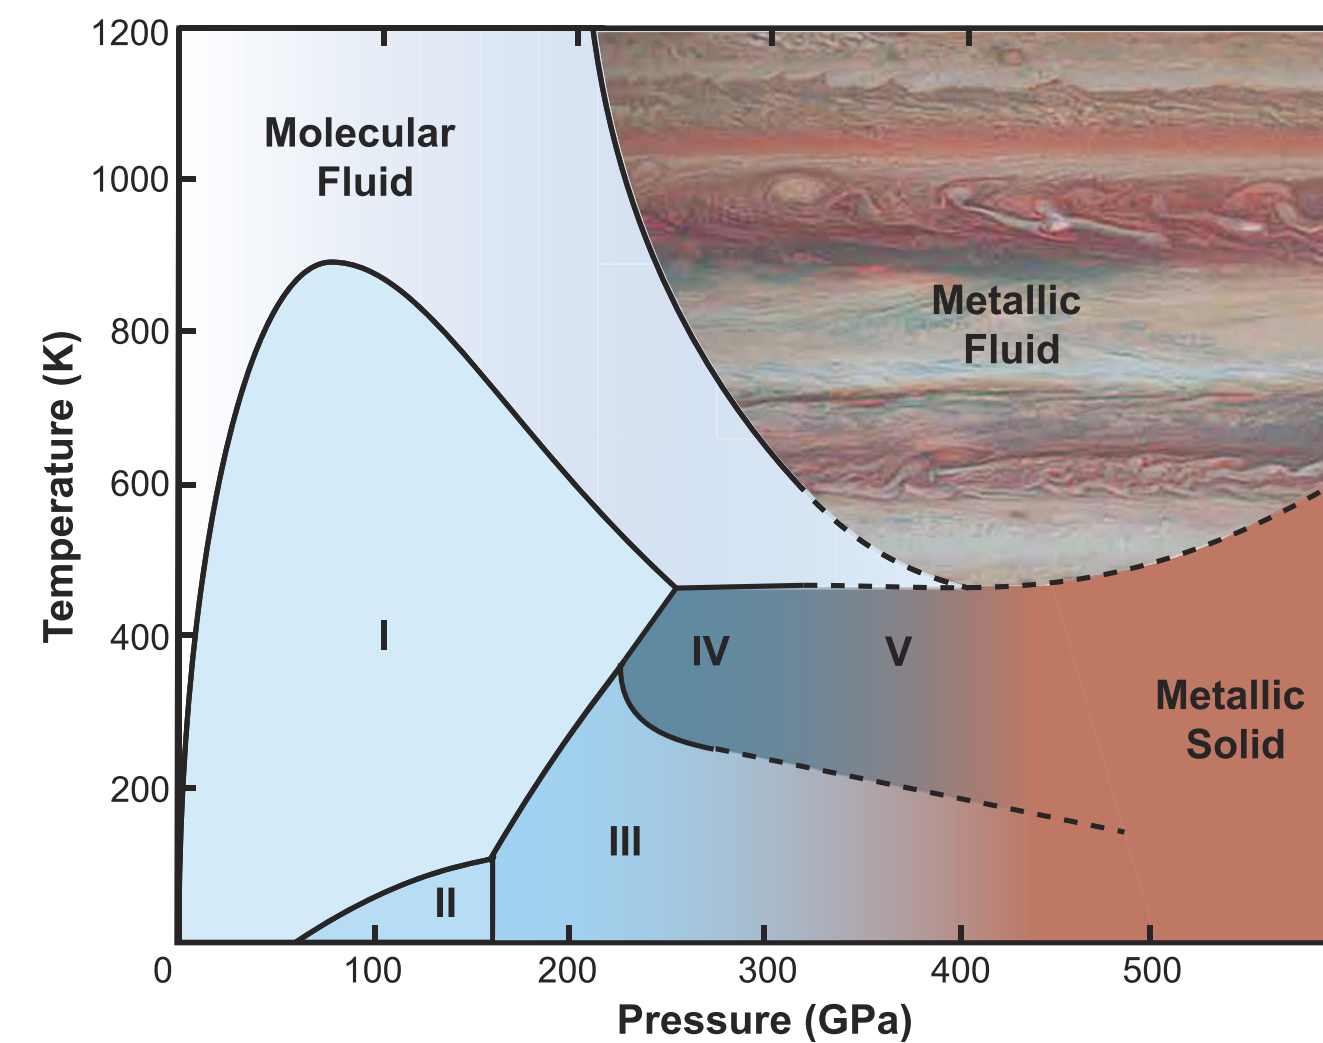 1200
1000
800
600
400
200
0
100
200
300
400
500
Temperature (K)
Pressure (GPa)
Molecular
Fluid
Metallic
Fluid
I
IV
V
Metallic
Solid
III
II